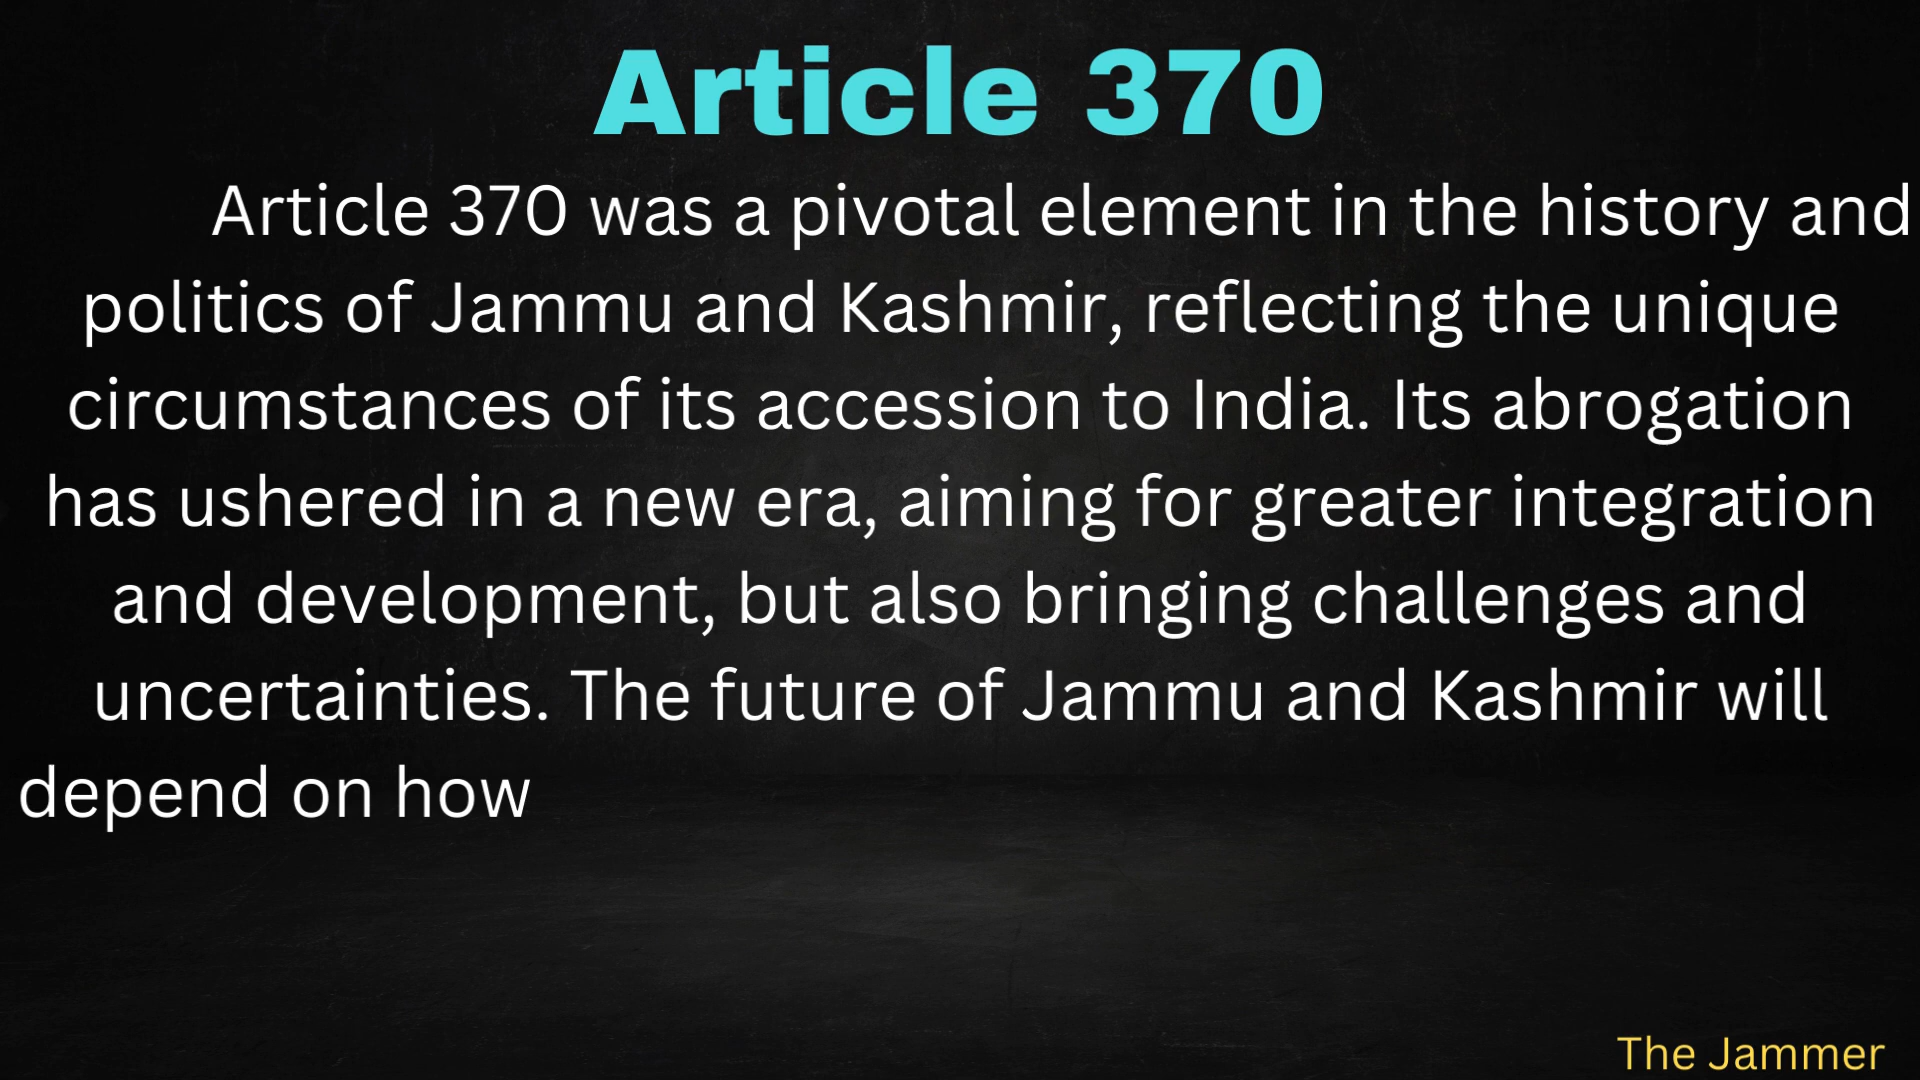 Article 370
Article 370 was a pivotal element in the history and
politics of Jammu and Kashmir, reflecting the unique
circumstances of its accession to India. Its abrogation
has ushered in a new era, aiming for greater integration
and development, but also bringing challenges and
uncertainties. The future of Jammu and Kashmir will
depend on how
The Jammer